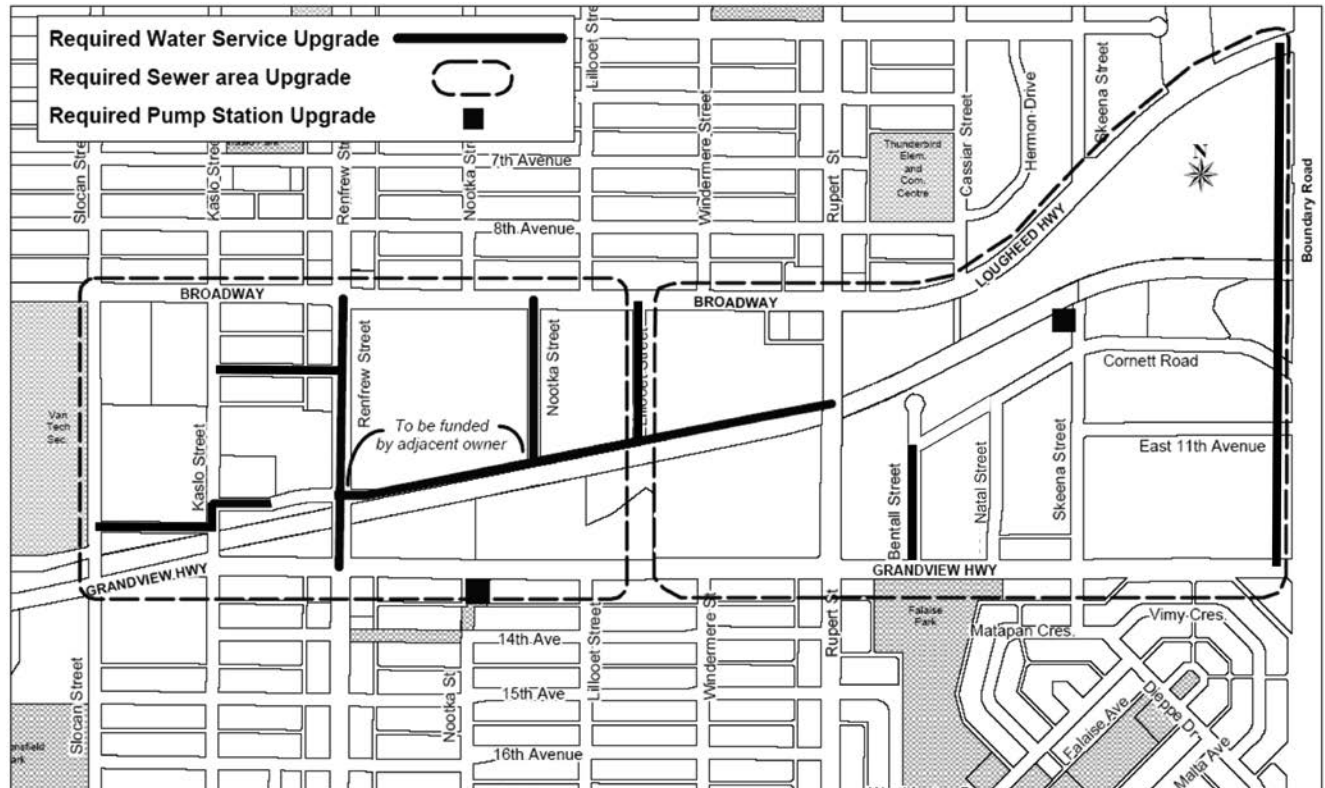 Required Water Service Upgrade
Required Sewer area Upgrade
Required Pump Station Upgrade
Lillooet Street
Slocan Street
Kaslo Street
Renfrew Street
Nootka Street
7th Avenue
8th Avenue
Windermere Street
Rupert St
Thunderbird
Elem.
and
Com.
Centre
Cassiar Street
Hermon Drive
Skeena Street
N
LOUGHEED HWY
Boundary Road
BROADWAY
BROADWAY
Van
Tech
Sec.
Kaslo Street
Renfrew Street
To be funded
by adjacent owner
Nootka Street
Lillooet Street
Cornett Road
East 11th Avenue
Bentall Street
Natal Street
Skeena Street
GRANDVIEW HWY
GRANDVIEW HWY
Falaise
Park
Slocan Street
Nootka St
14th Ave
15th Ave
16th Avenue
Lillooet Street
Windermere St
Rupert St
Matapan Cres.
Vimy Cres.
Falaise Ave
Dieppe Dr
Malta Ave